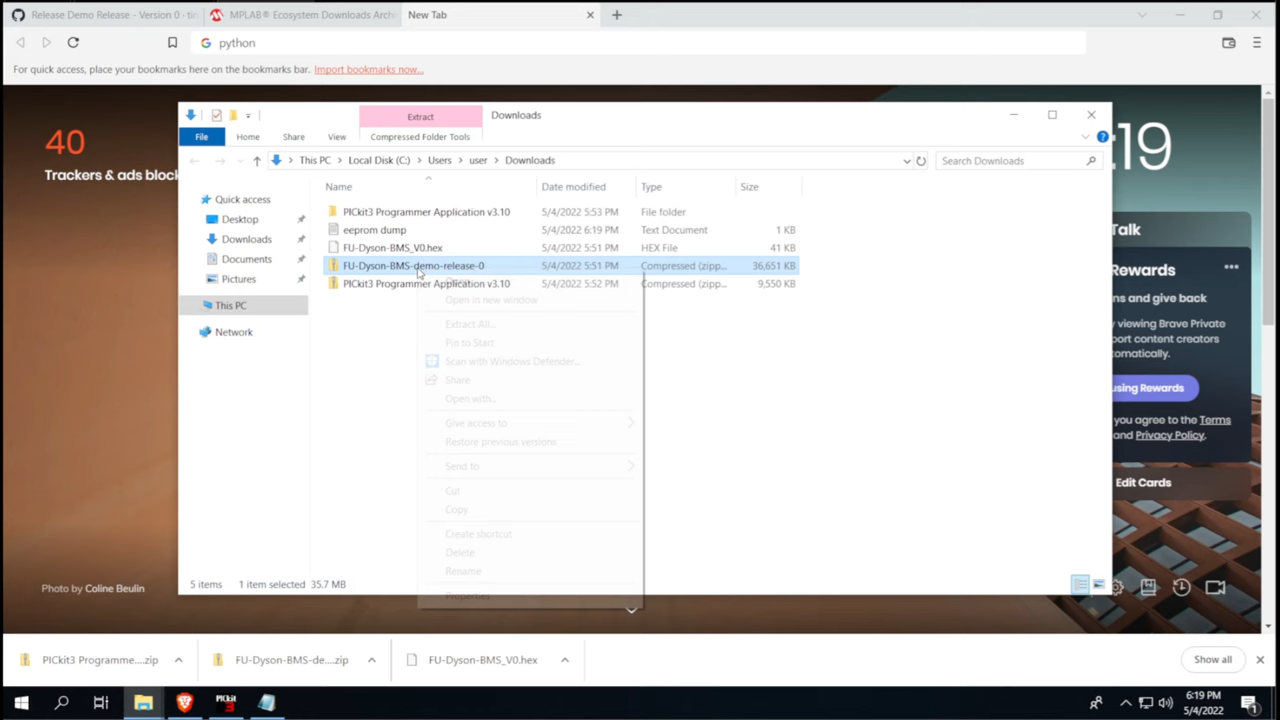 Release Demo Release - Version 0 · tin
MPLAB® Ecosystem Downloads Arch
New Tab
python
For quick access, place your bookmarks here on the bookmarks bar. Import bookmarks now...
40
Trackers & ads block
:19
Extract
Downloads
File
Home
Share
View
Compressed Folder Tools
This PC > Local Disk (C:) > Users > user > Downloads
Search Downloads
Name
Date modified
Type
Size
Quick access
Desktop
Downloads
Documents
Pictures
This PC
Network
PICkit3 Programmer Application v3.10 5/4/2022 5:53 PM File folder
eeprom dump 5/4/2022 6:19 PM Text Document 1 KB
FU-Dyson-BMS_V0.hex 5/4/2022 5:51 PM HEX File 41 KB
FU-Dyson-BMS-demo-release-0 5/4/2022 5:51 PM Compressed (zipp... 36,651 KB
PICkit3 Programmer Application v3.10 5/4/2022 5:52 PM Compressed (zipp... 9,550 KB
Open in new window
Extract All...
Pin to Start
Scan with Windows Defender...
Share
Open with...
Give access to
Restore previous versions
Send to
Cut
Copy
Create shortcut
Delete
Rename
Properties
5 items 1 item selected 35.7 MB
Talk
Rewards
ns and give back
viewing Brave Private
port content creators
omatically.
using Rewards
you agree to the Terms
and Privacy Policy.
Edit Cards
Photo by Coline Beulin
PICkit3 Programme....zip
FU-Dyson-BMS-de....zip
FU-Dyson-BMS_V0.hex
Show all
PICkit
3
6:19 PM
5/4/2022
1